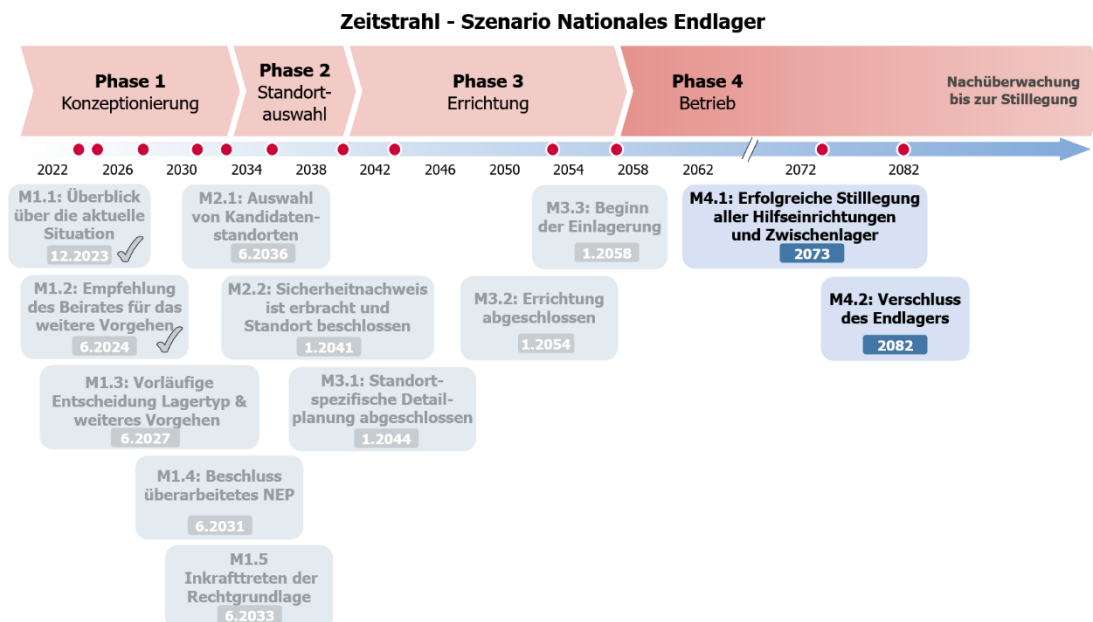 Zeitstrahl - Szenario Nationales Endlager
Phase 1
Konzeptionierung
Phase 2
Standort-
auswahl
Phase 3
Errichtung
Phase 4
Betrieb
Nachüberwachung
bis zur Stilllegung
2022 2026 2030 2034 2038 2042 2046 2050 2054 2058 2062 2072 2082
M1.1: Überblick
über die aktuelle
Situation
12.2023
M1.2: Empfehlung
des Beirates für das
weitere Vorgehen
6.2024
M1.3: Vorläufige
Entscheidung Lagertyp &
weiteres Vorgehen
6.2027
M1.4: Beschluss
überarbeitetes NEP
6.2031
M1.5
Inkrafttreten der
Rechtgrundlage
6.2033
M2.1: Auswahl
von Kandidaten-
standorten
6.2036
M2.2: Sicherheitnachweis
ist erbracht und
Standort beschlossen
1.2041
M3.1: Standort-
spezifische Detail-
planung abgeschlossen
1.2044
M3.3: Beginn
der Einlagerung
1.2058
M3.2: Errichtung
abgeschlossen
1.2054
M4.1: Erfolgreiche Stilllegung
aller Hilfseinrichtungen
und Zwischenlager
2073
M4.2: Verschluss
des Endlagers
2082